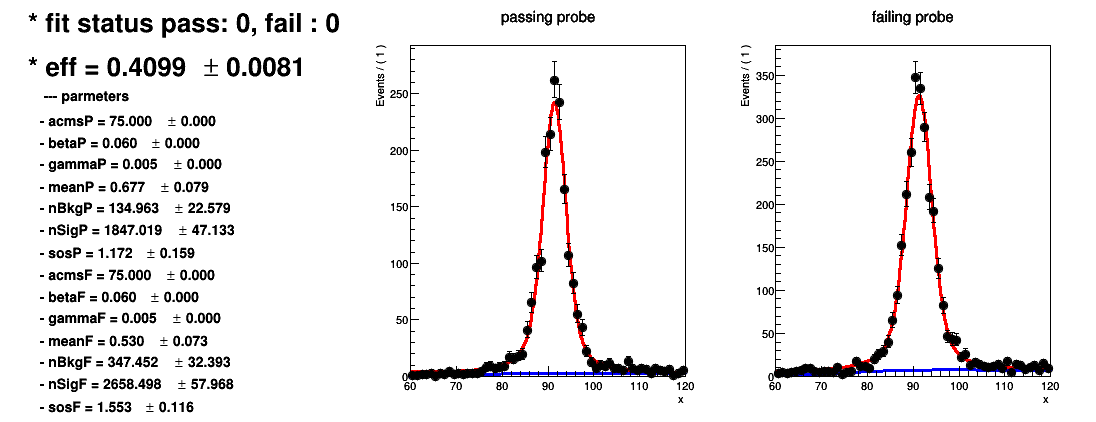 * fit status pass: 0, fail : 0
* eff = 0.4099 ± 0.0081
--- parmeters
- acmsP = 75.000 ± 0.000
- betaP = 0.060 ± 0.000
- gammaP = 0.005 ± 0.000
- meanP = 0.677 ± 0.079
- nBkgP = 134.963 ± 22.579
- nSigP = 1847.019 ± 47.133
- sosP = 1.172 ± 0.159
- acmsF = 75.000 ± 0.000
- betaF = 0.060 ± 0.000
- gammaF = 0.005 ± 0.000
- meanF = 0.530 ± 0.073
- nBkgF = 347.452 ± 32.393
- nSigF = 2658.498 ± 57.968
- sosF = 1.553 ± 0.116
passing probe
Events / ( 1 )
250
200
150
100
50
0
60 70 80 90 100 110 120
x
failing probe
Events / ( 1 )
350
300
250
200
150
100
50
0
60 70 80 90 100 110 120
x